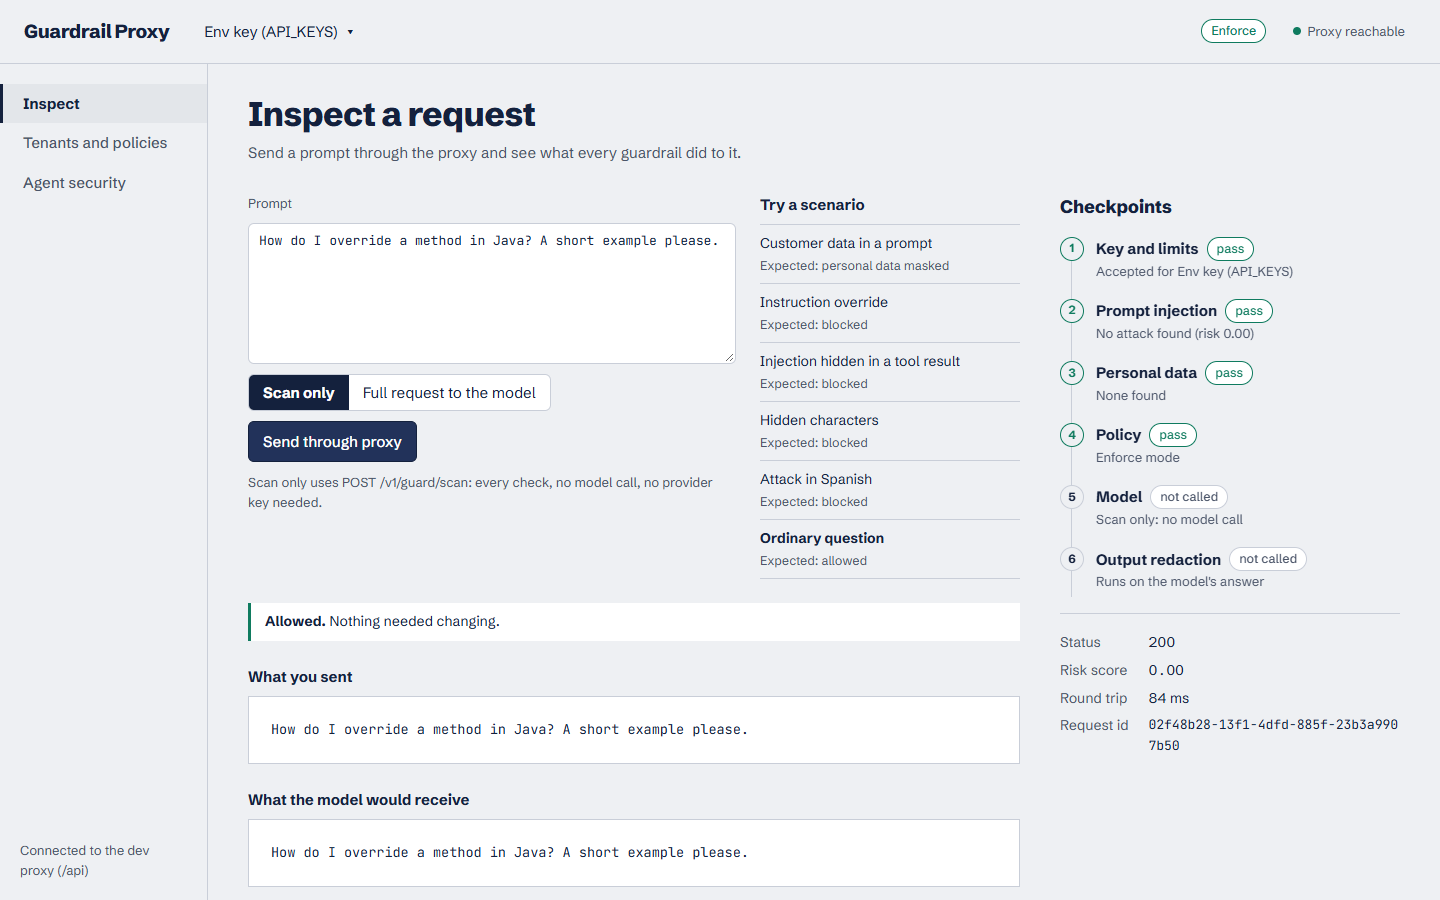 Guardrail Proxy
Env key (API_KEYS)
Enforce
Proxy reachable
Inspect
Tenants and policies
Agent security
Connected to the dev
proxy (/api)
Inspect a request
Send a prompt through the proxy and see what every guardrail did to it.
Prompt
How do I override a method in Java? A short example please.
Scan only
Full request to the model
Send through proxy
Scan only uses POST /v1/guard/scan: every check, no model call, no provider
key needed.
Try a scenario
Customer data in a prompt
Expected: personal data masked
Instruction override
Expected: blocked
Injection hidden in a tool result
Expected: blocked
Hidden characters
Expected: blocked
Attack in Spanish
Expected: blocked
Ordinary question
Expected: allowed
Allowed. Nothing needed changing.
What you sent
How do I override a method in Java? A short example please.
What the model would receive
How do I override a method in Java? A short example please.
Checkpoints
1 Key and limits pass
Accepted for Env key (API_KEYS)
2 Prompt injection pass
No attack found (risk 0.00)
3 Personal data pass
None found
4 Policy pass
Enforce mode
5 Model not called
Scan only: no model call
6 Output redaction not called
Runs on the model's answer
Status 200
Risk score 0.00
Round trip 84 ms
Request id 02f48b28-13f1-4dfd-885f-23b3a990
7b50